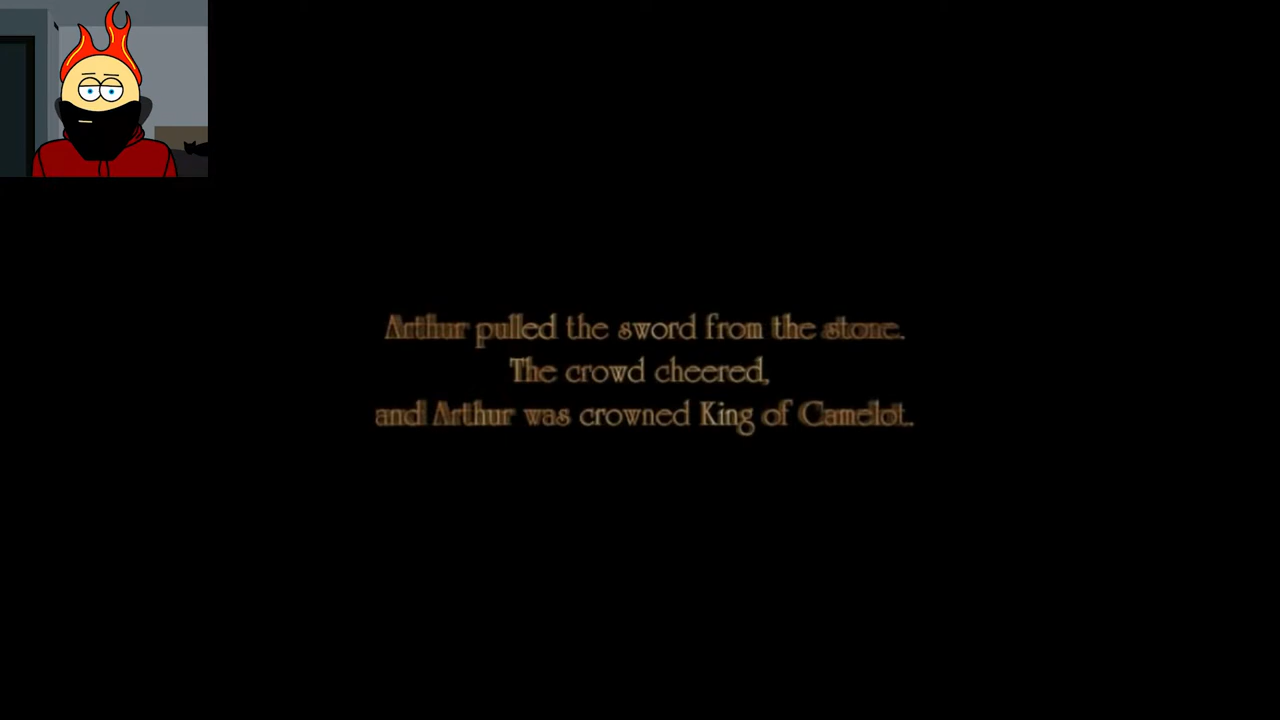 Arthur pulled the sword from the stone.
The crowd cheered,
and Arthur was crowned King of Camelot.